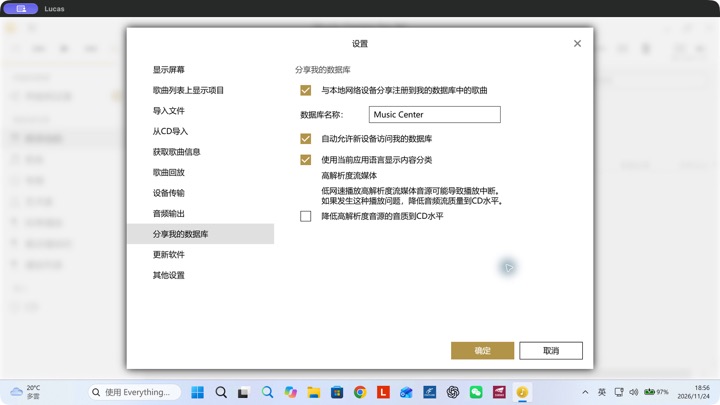 Lucas
设置
显示屏幕
歌曲列表上显示项目
导入文件
从CD导入
获取歌曲信息
歌曲回放
设备传输
音频输出
分享我的数据库
更新软件
其他设置
分享我的数据库
与本地网络设备分享注册到我的数据库中的歌曲
数据库名称: Music Center
自动允许新设备访问我的数据库
使用当前应用语言显示内容分类
高解析度流媒体
低网速播放高解析度流媒体音源可能导致播放中断。
如果发生这种播放问题，降低音频流质量到CD水平。
降低高解析度音源的音质到CD水平
确定 取消
20°C
多云
使用 Everything...
英
97%
18:56
2026/11/24